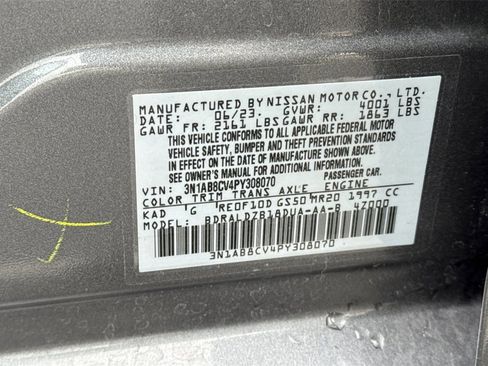 MANUFACTURED BY NISSAN MOTOR CO., LTD.
DATE: 06/23. GVWR: 4001 LBS
GAWR FR: 2161 LBS GAWR RR: 1863 LBS
THIS VEHICLE CONFORMS TO ALL APPLICABLE FEDERAL MOTOR
VEHICLE SAFETY, BUMPER, AND THEFT PREVENTION STANDARDS
IN EFFECT ON THE DATE OF MANUFACTURE SHOWN ABOVE.
SEE OWNER'S MANUAL FOR ADDITIONAL INFORMATION.
VIN: 3N1AB8CV4PY308070 PASSENGER CAR
COLOR TRIM TRANS AXLE ENGINE
KAD 'G 'RE0F10D GS50 MR20 1997 CC
MODEL: BDRALDZB18DUA-AA-B 47000
3N1AB8CV4PY308070